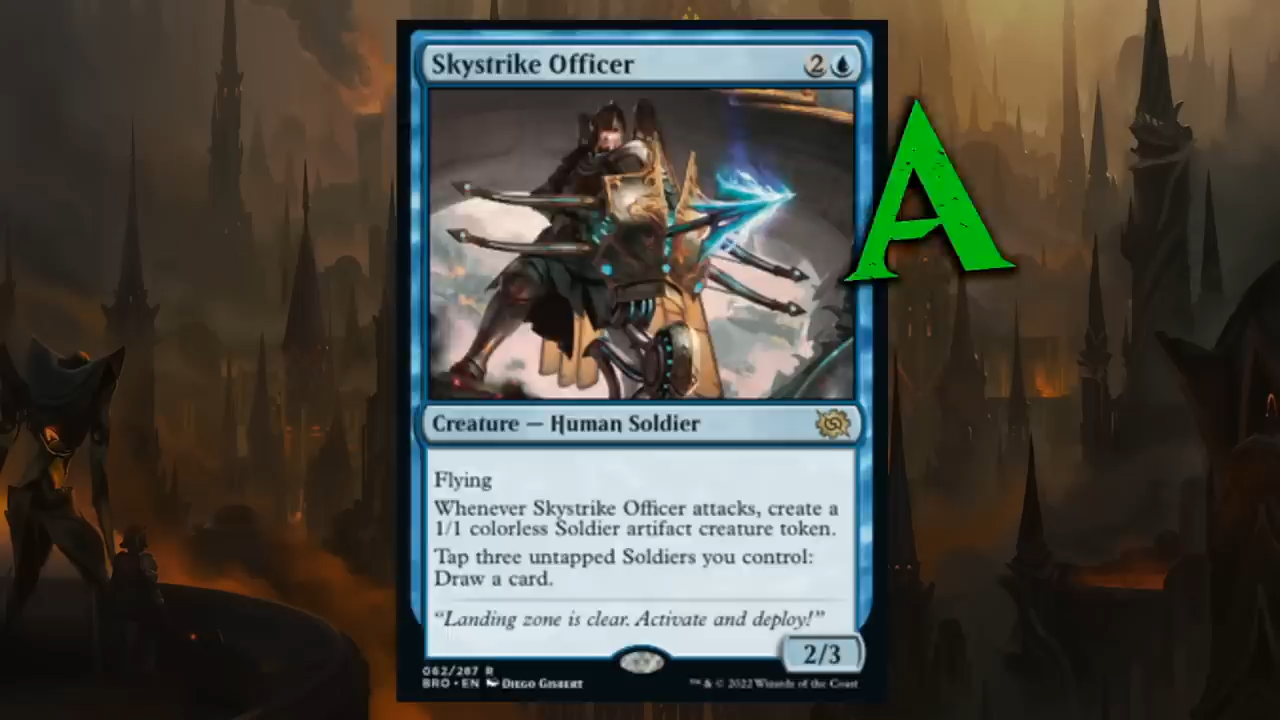 Skystrike Officer 2
A
Creature — Human Soldier
Flying
Whenever Skystrike Officer attacks, create a
1/1 colorless Soldier artifact creature token.
Tap three untapped Soldiers you control:
Draw a card.
“Landing zone is clear. Activate and deploy!”
2/3
062/287 R
BRO • EN Diego Gisbert
™ & © 2022 Wizards of the Coast